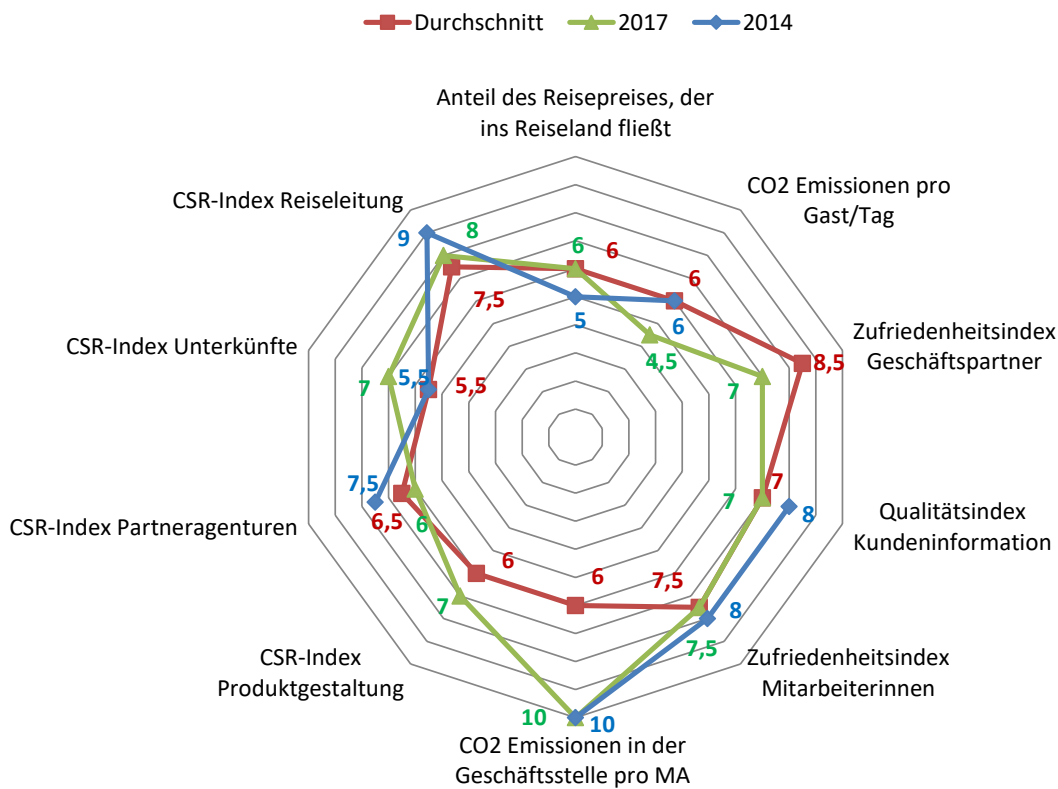 Durchschnitt 2017 2014
Anteil des Reisepreises, der
ins Reiseland fließt
CO2 Emissionen pro
Gast/Tag
CSR-Index Reiseleitung
9
8
6
6
6
7,5
5
6
4,5
Zufriedenheitsindex
Geschäftspartner
CSR-Index Unterkünfte
8,5
7
5,5
5,5
7
7,5
7
7
8
Qualitätsindex
Kundeninformation
CSR-Index Partneragenturen
6,5
6
6
6
7,5
7
8
7,5
CSR-Index
Produktgestaltung
Zufriedenheitsindex
Mitarbeiterinnen
10
10
CO2 Emissionen in der
Geschäftsstelle pro MA